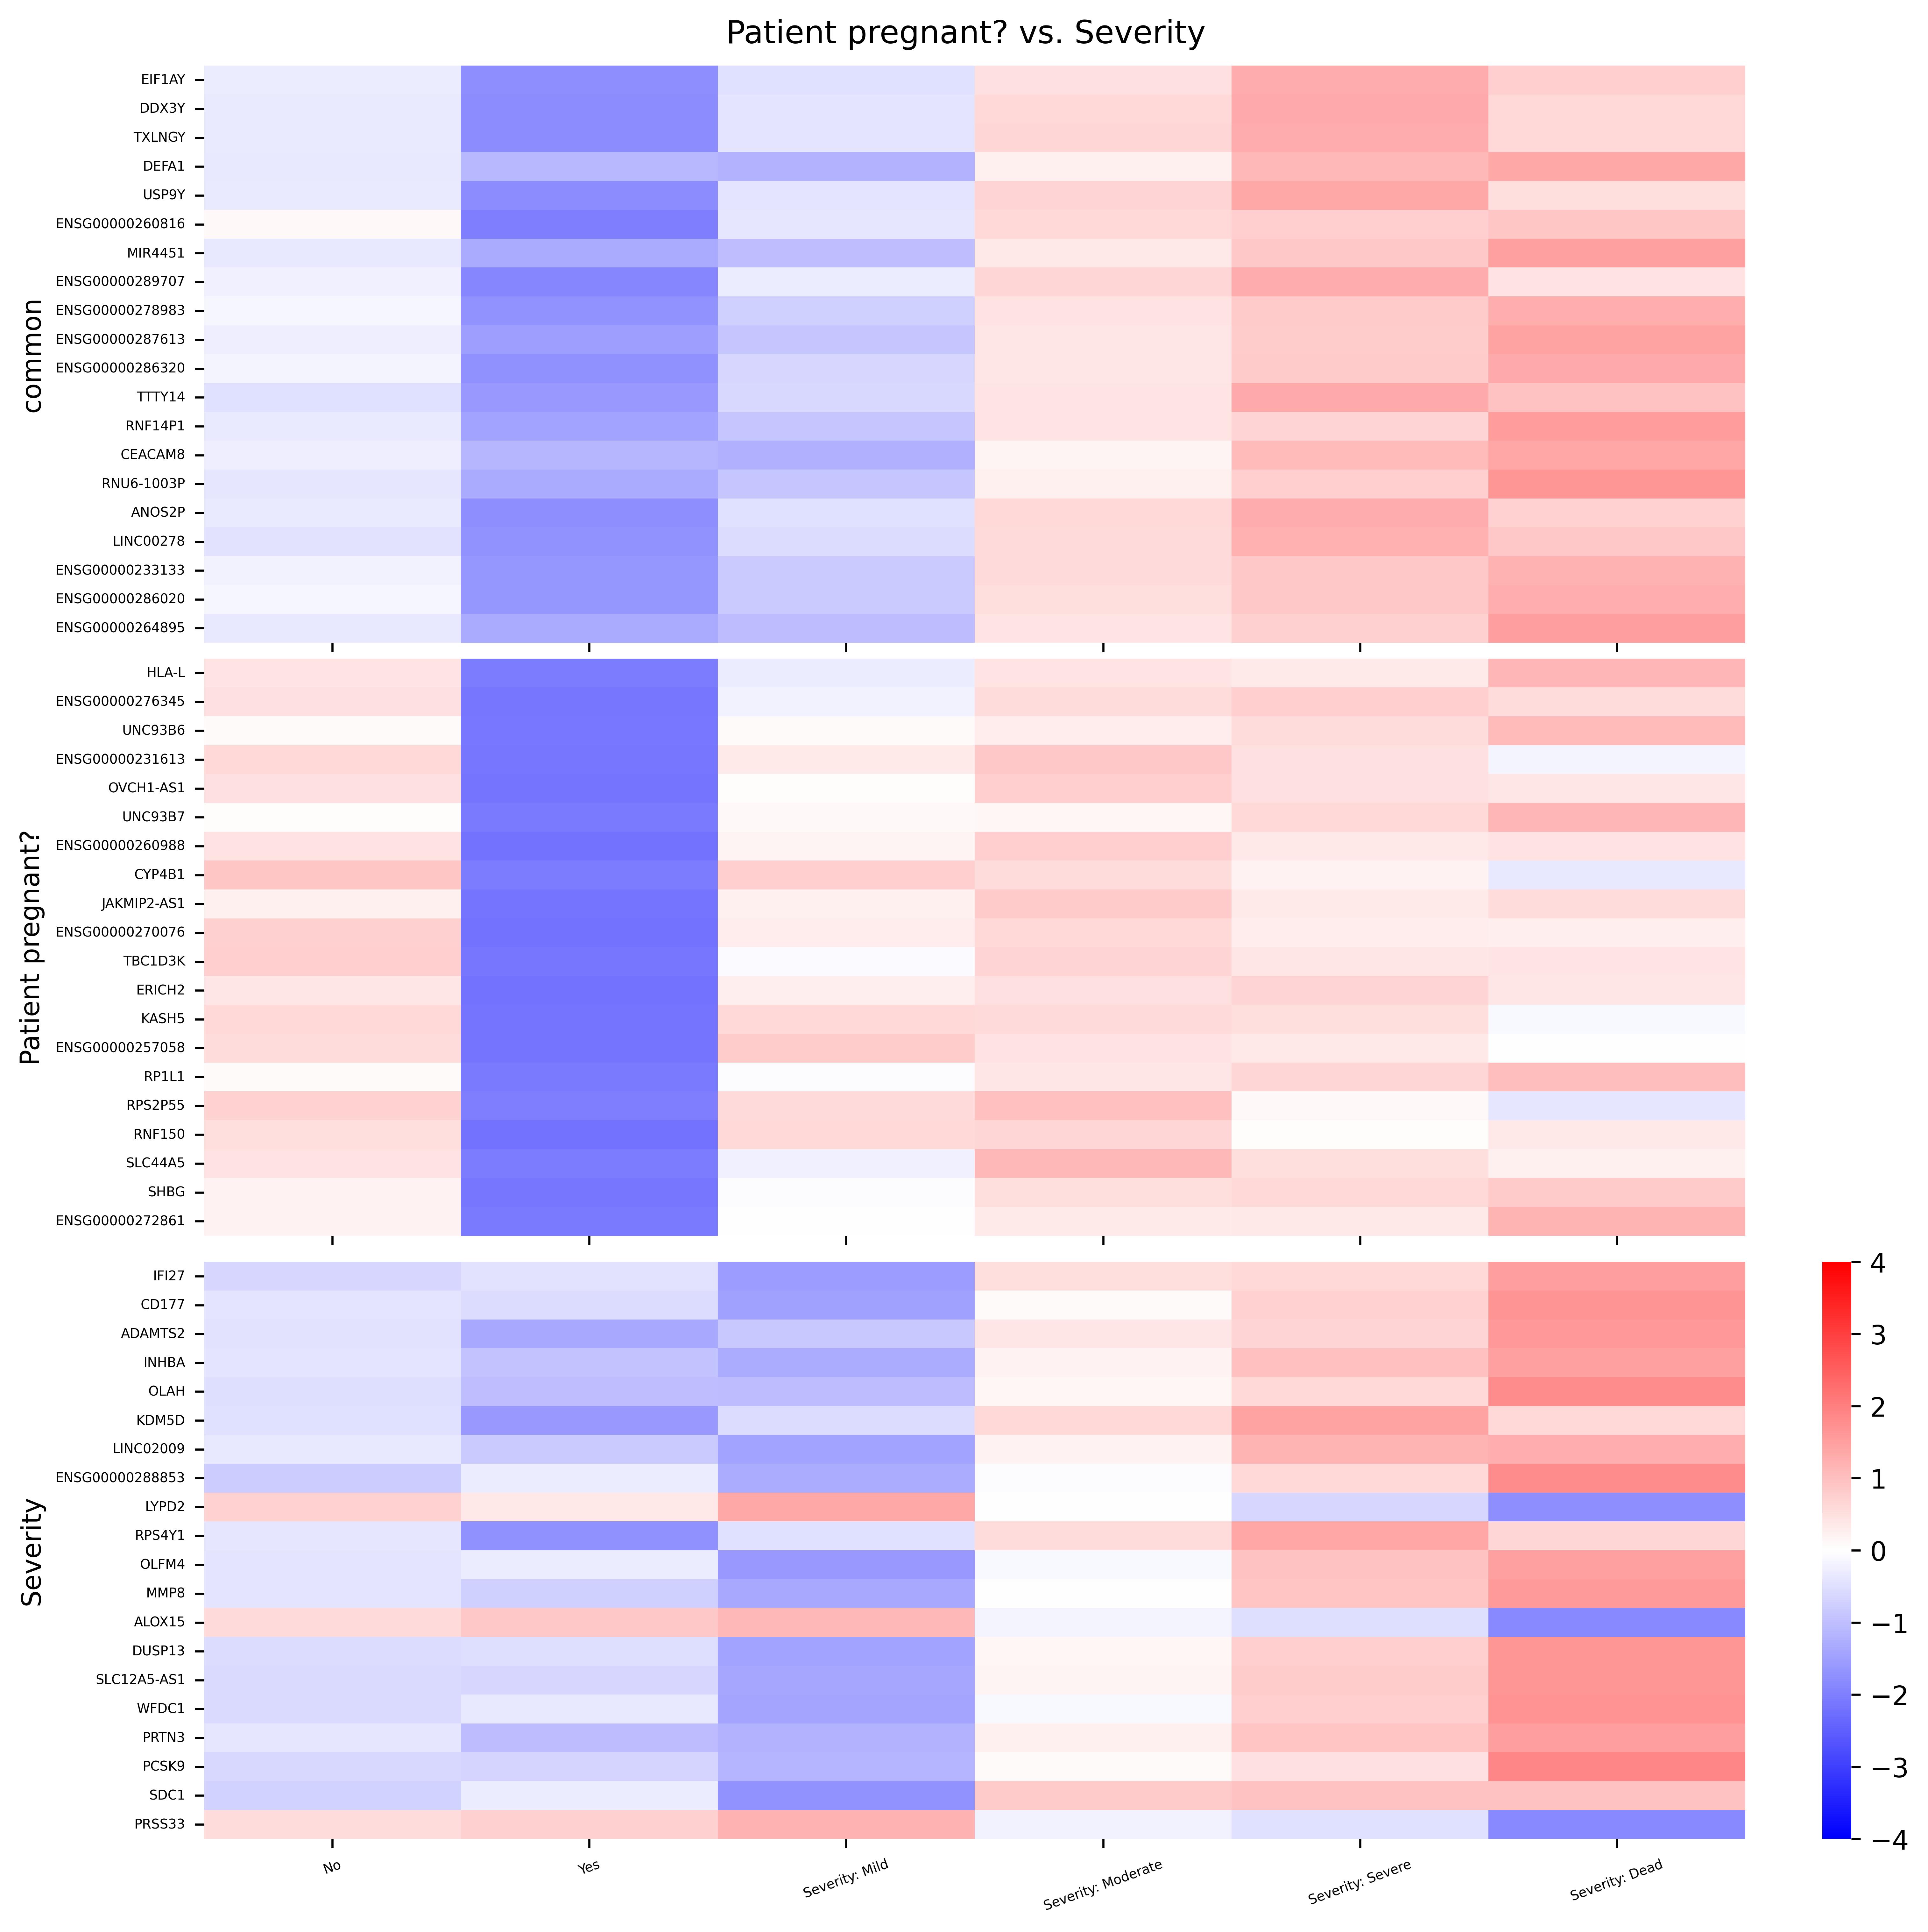 Patient pregnant? vs. Severity
common
EIF1AY
DDX3Y
TXLNGY
DEFA1
USP9Y
ENSG00000260816
MIR4451
ENSG00000289707
ENSG00000278983
ENSG00000287613
ENSG00000286320
TTTY14
RNF14P1
CEACAM8
RNU6-1003P
ANOS2P
LINC00278
ENSG00000233133
ENSG00000286020
ENSG00000264895
Patient pregnant?
HLA-L
ENSG00000276345
UNC93B6
ENSG00000231613
OVCH1-AS1
UNC93B7
ENSG00000260988
CYP4B1
JAKMIP2-AS1
ENSG00000270076
TBC1D3K
ERICH2
KASH5
ENSG00000257058
RP1L1
RPS2P55
RNF150
SLC44A5
SHBG
ENSG00000272861
Severity
IFI27
CD177
ADAMTS2
INHBA
OLAH
KDM5D
LINC02009
ENSG00000288853
LYPD2
RPS4Y1
OLFM4
MMP8
ALOX15
DUSP13
SLC12A5-AS1
WFDC1
PRTN3
PCSK9
SDC1
PRSS33
No
Yes
Severity: Mild
Severity: Moderate
Severity: Severe
Severity: Dead
4
3
2
1
0
−1
−2
−3
−4